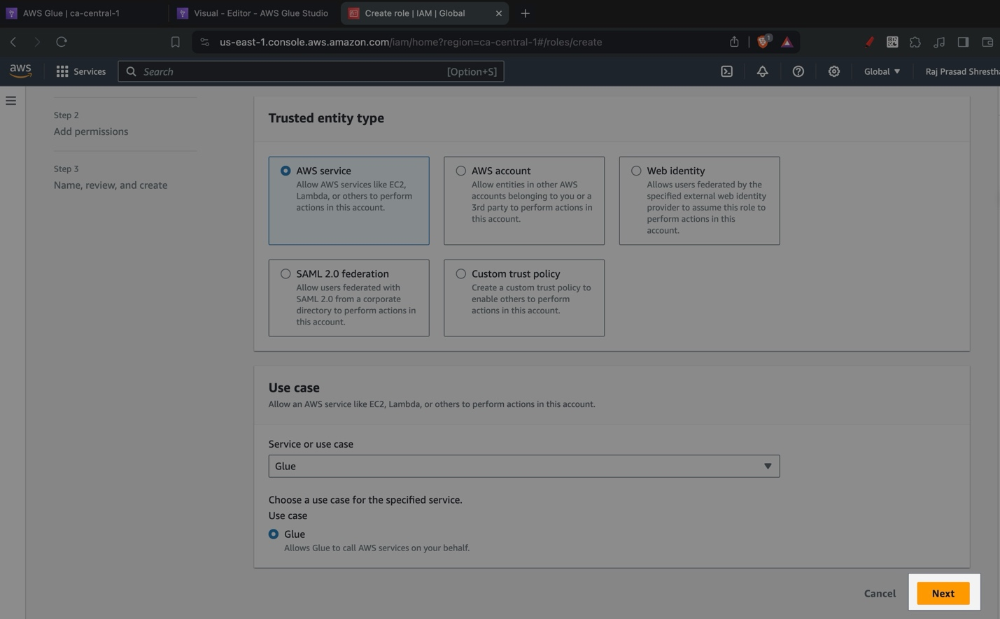 AWS Glue | ca-central-1
Visual - Editor - AWS Glue Studio
Create role | IAM | Global
us-east-1.console.aws.amazon.com/iam/home?region=ca-central-1#/roles/create
1
aws
Services
Search
[Option+S]
Global
Raj Prasad Shrestha
Step 2
Add permissions
Step 3
Name, review, and create
Trusted entity type
AWS service
Allow AWS services like EC2,
Lambda, or others to perform
actions in this account.
AWS account
Allow entities in other AWS
accounts belonging to you or a
3rd party to perform actions in
this account.
Web identity
Allows users federated by the
specified external web identity
provider to assume this role to
perform actions in this
account.
SAML 2.0 federation
Allow users federated with
SAML 2.0 from a corporate
directory to perform actions in
this account.
Custom trust policy
Create a custom trust policy to
enable others to perform
actions in this account.
Use case
Allow an AWS service like EC2, Lambda, or others to perform actions in this account.
Service or use case
Glue
Choose a use case for the specified service.
Use case
Glue
Allows Glue to call AWS services on your behalf.
Cancel
Next